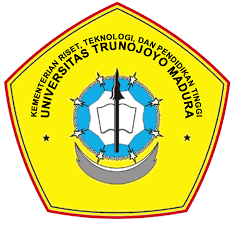 KEMENTERIAN RISET, TEKNOLOGI, DAN PENDIDIKAN TINGGI
UNIVERSITAS TRUNOJOYO MADURA